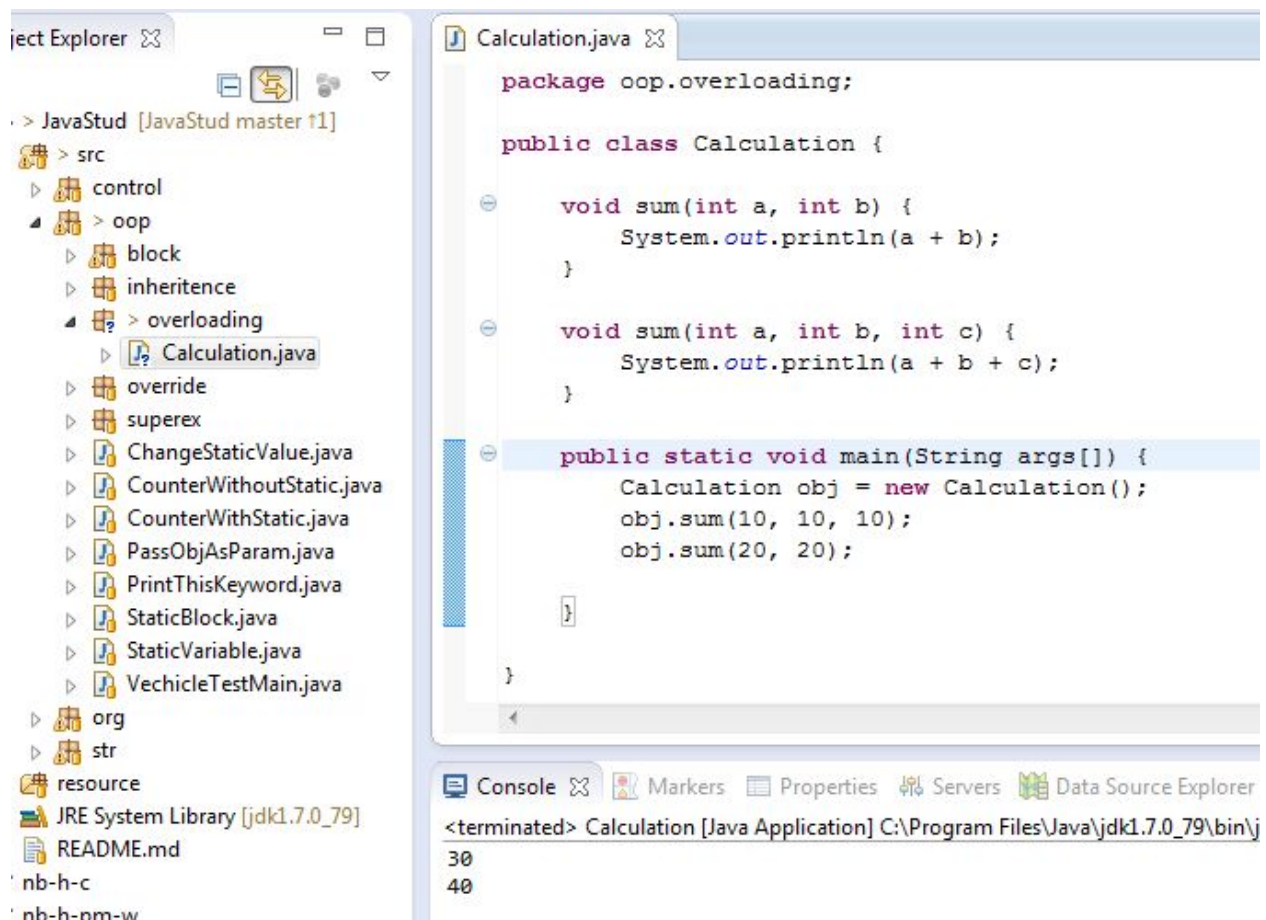 ject Explorer
> JavaStud [JavaStud master ↑1]
> src
control
> oop
block
inheritence
> overloading
Calculation.java
override
superex
ChangeStaticValue.java
CounterWithoutStatic.java
CounterWithStatic.java
PassObjAsParam.java
PrintThisKeyword.java
StaticBlock.java
StaticVariable.java
VechicleTestMain.java
org
str
resource
JRE System Library [jdk1.7.0_79]
README.md
nb-h-c
nb-h-pm-w
Calculation.java
package oop.overloading;
public class Calculation {
void sum(int a, int b) {
System.out.println(a + b);
}
void sum(int a, int b, int c) {
System.out.println(a + b + c);
}
public static void main(String args[]) {
Calculation obj = new Calculation();
obj.sum(10, 10, 10);
obj.sum(20, 20);
}
}
Console Markers Properties Servers Data Source Explorer
<terminated> Calculation [Java Application] C:\Program Files\Java\jdk1.7.0_79\bin\j
30
40